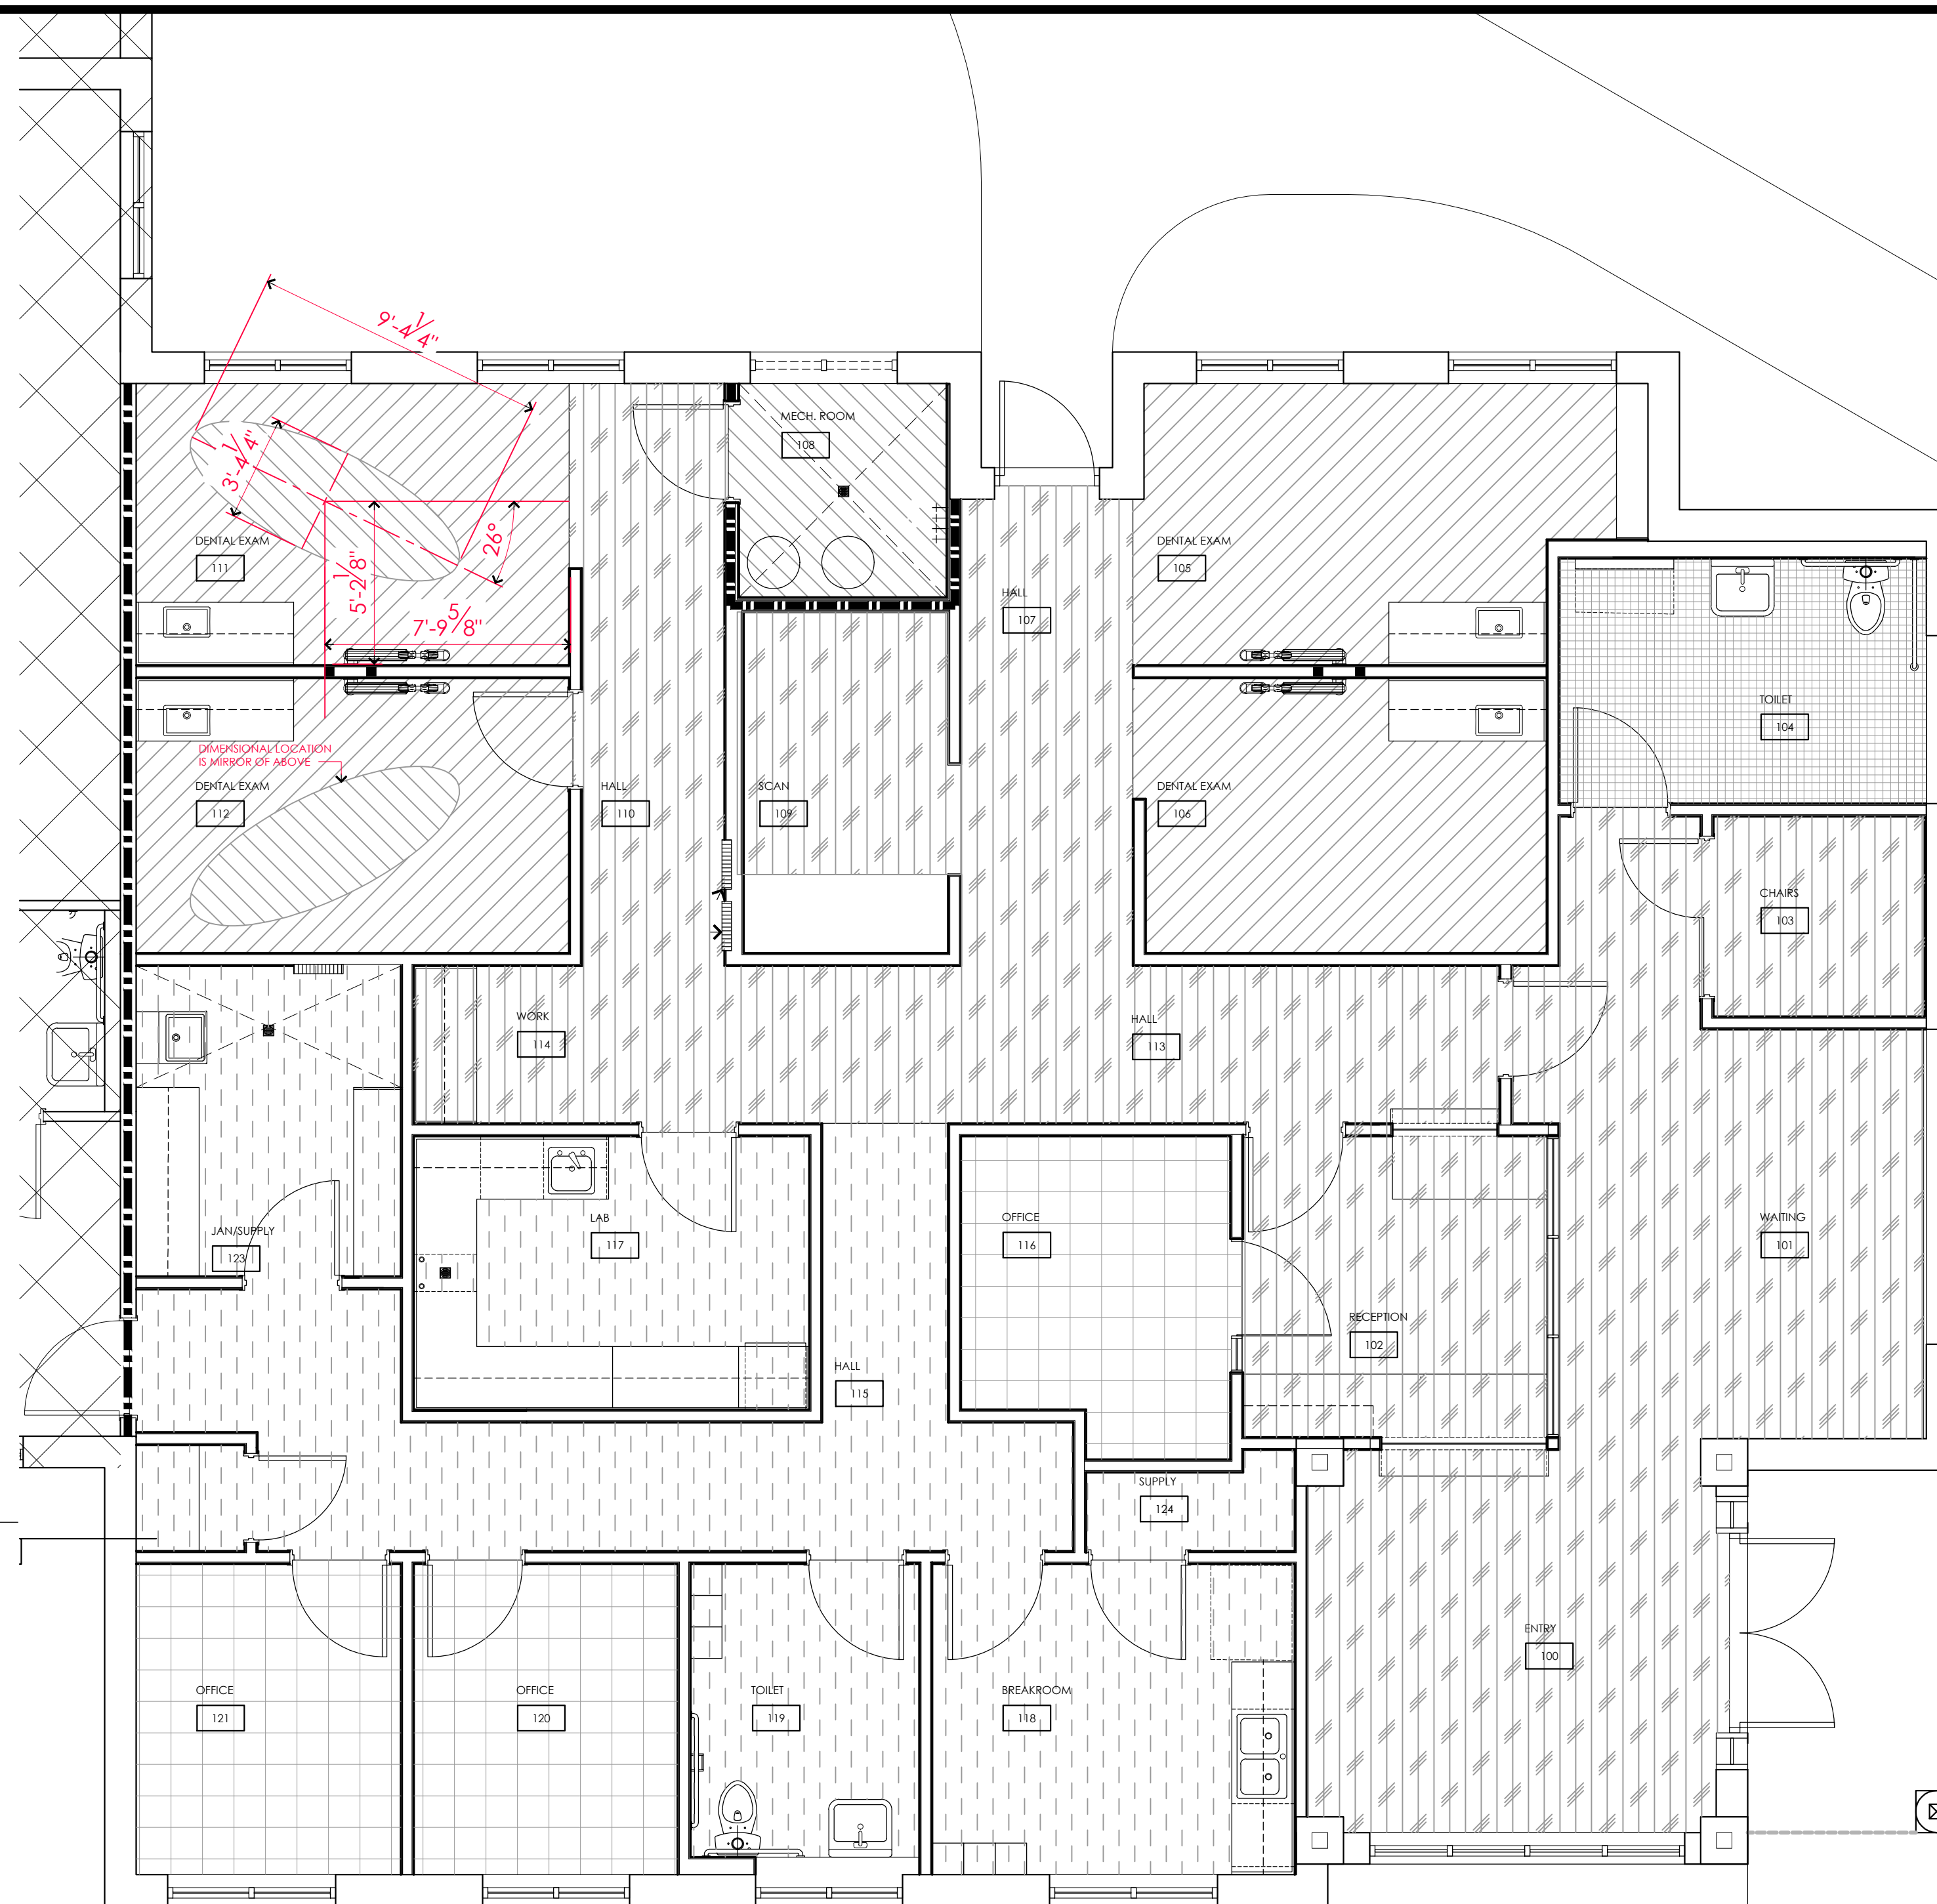 9'-4 1/4"
3'-4 1/4"
MECH. ROOM
108
DENTAL EXAM
111
5'-2 1/8"
26°
7'-9 5/8"
DENTAL EXAM
105
HALL
107
TOILET
104
DIMENSIONAL LOCATION
IS MIRROR OF ABOVE
DENTAL EXAM
112
HALL
110
SCAN
109
DENTAL EXAM
106
CHAIRS
103
WORK
114
HALL
113
JAN/SUPPLY
123
LAB
117
OFFICE
116
WAITING
101
RECEPTION
102
HALL
115
SUPPLY
124
ENTRY
100
OFFICE
121
OFFICE
120
TOILET
119
BREAKROOM
118